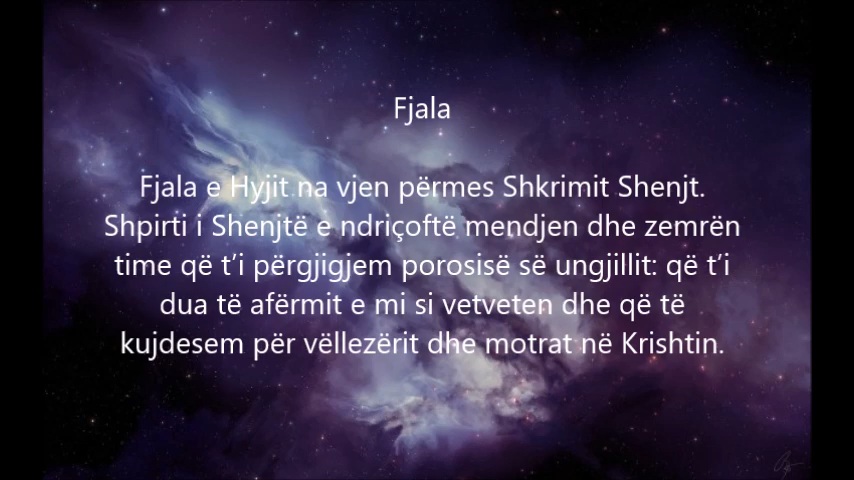 Fjala
Fjala e Hyjit na vjen përmes Shkrimit Shenjt.
Shpirti i Shenjtë e ndriçoftë mendjen dhe zemrën
time që t’i përgjigjem porosisë së ungjillit: që t’i
dua të afërmit e mi si vetveten dhe që të
kujdesem për vëllezërit dhe motrat në Krishtin.